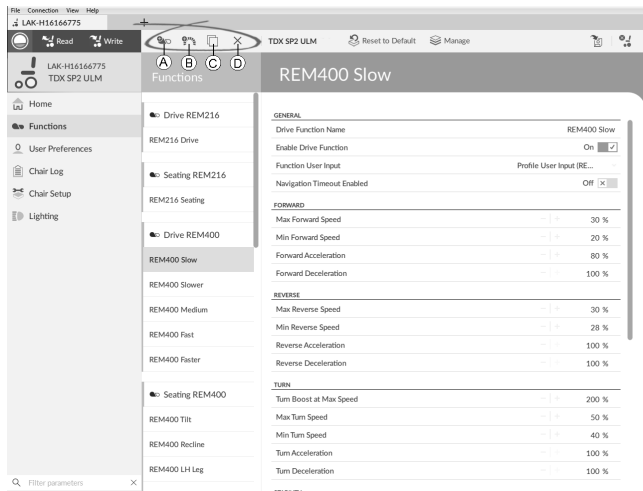 File Connection View Help
LAK-H16166775
Read Write TDX SP2 ULM Reset to Default Manage
A B C D
LAK-H16166775
TDX SP2 ULM
Functions
REM400 Slow
Home
Functions
User Preferences
Chair Log
Chair Setup
Lighting
Filter parameters
Drive REM216
REM216 Drive
Seating REM216
REM216 Seating
Drive REM400
REM400 Slow
REM400 Slower
REM400 Medium
REM400 Fast
REM400 Faster
Seating REM400
REM400 Tilt
REM400 Recline
REM400 LH Leg
GENERAL
Drive Function Name REM400 Slow
Enable Drive Function On
Function User Input Profile User Input (RE...
Navigation Timeout Enabled Off
FORWARD
Max Forward Speed 30 %
Min Forward Speed 20 %
Forward Acceleration 80 %
Forward Deceleration 100 %
REVERSE
Max Reverse Speed 30 %
Min Reverse Speed 28 %
Reverse Acceleration 100 %
Reverse Deceleration 100 %
TURN
Turn Boost at Max Speed 200 %
Max Turn Speed 50 %
Min Turn Speed 40 %
Turn Acceleration 100 %
Turn Deceleration 100 %